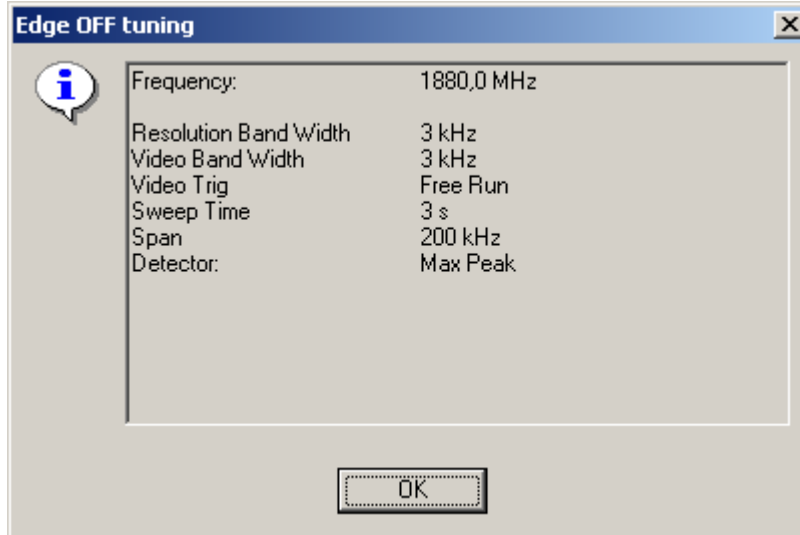 Edge OFF tuning
Frequency: 1880,0 MHz
Resolution Band Width 3 kHz
Video Band Width 3 kHz
Video Trig Free Run
Sweep Time 3 s
Span 200 kHz
Detector: Max Peak
OK